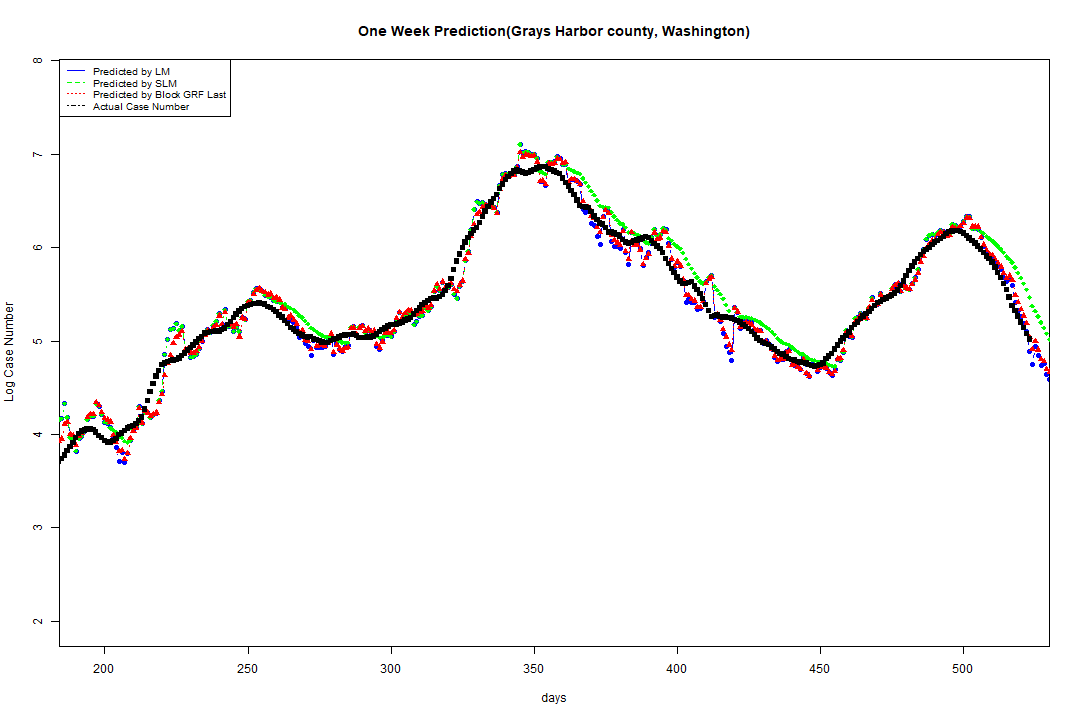 One Week Prediction(Grays Harbor county, Washington)
Predicted by LM
Predicted by SLM
Predicted by Block GRF Last
Actual Case Number
8
7
6
5
4
3
2
Log Case Number
200 250 300 350 400 450 500
days